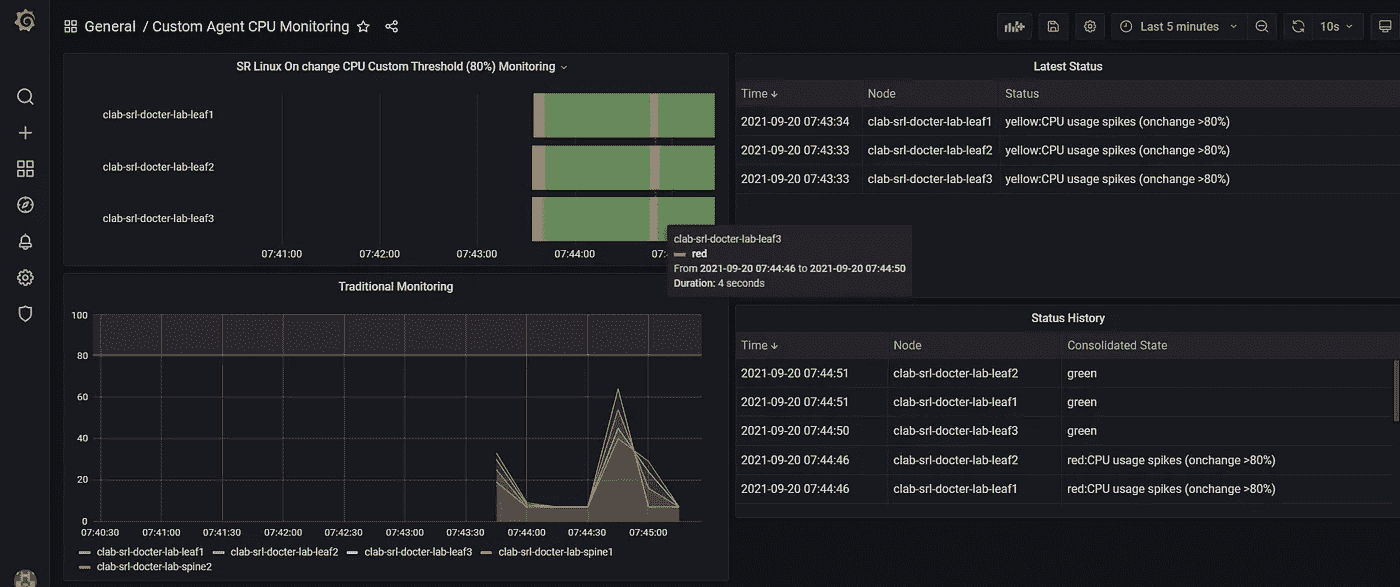 General / Custom Agent CPU Monitoring
Last 5 minutes
10s
SR Linux On change CPU Custom Threshold (80%) Monitoring
clab-srl-docter-lab-leaf1
clab-srl-docter-lab-leaf2
clab-srl-docter-lab-leaf3
07:41:00 07:42:00 07:43:00 07:44:00 07:
clab-srl-docter-lab-leaf3
red
From 2021-09-20 07:44:46 to 2021-09-20 07:44:50
Duration: 4 seconds
Latest Status
Time Node Status
2021-09-20 07:43:34 clab-srl-docter-lab-leaf1 yellow:CPU usage spikes (onchange >80%)
2021-09-20 07:43:33 clab-srl-docter-lab-leaf2 yellow:CPU usage spikes (onchange >80%)
2021-09-20 07:43:33 clab-srl-docter-lab-leaf3 yellow:CPU usage spikes (onchange >80%)
Traditional Monitoring
100
80
60
40
20
0
07:40:30 07:41:00 07:41:30 07:42:00 07:42:30 07:43:00 07:43:30 07:44:00 07:44:30 07:45:00
clab-srl-docter-lab-leaf1 clab-srl-docter-lab-leaf2 clab-srl-docter-lab-leaf3 clab-srl-docter-lab-spine1
clab-srl-docter-lab-spine2
Status History
Time Node Consolidated State
2021-09-20 07:44:51 clab-srl-docter-lab-leaf2 green
2021-09-20 07:44:51 clab-srl-docter-lab-leaf1 green
2021-09-20 07:44:50 clab-srl-docter-lab-leaf3 green
2021-09-20 07:44:46 clab-srl-docter-lab-leaf2 red:CPU usage spikes (onchange >80%)
2021-09-20 07:44:46 clab-srl-docter-lab-leaf1 red:CPU usage spikes (onchange >80%)